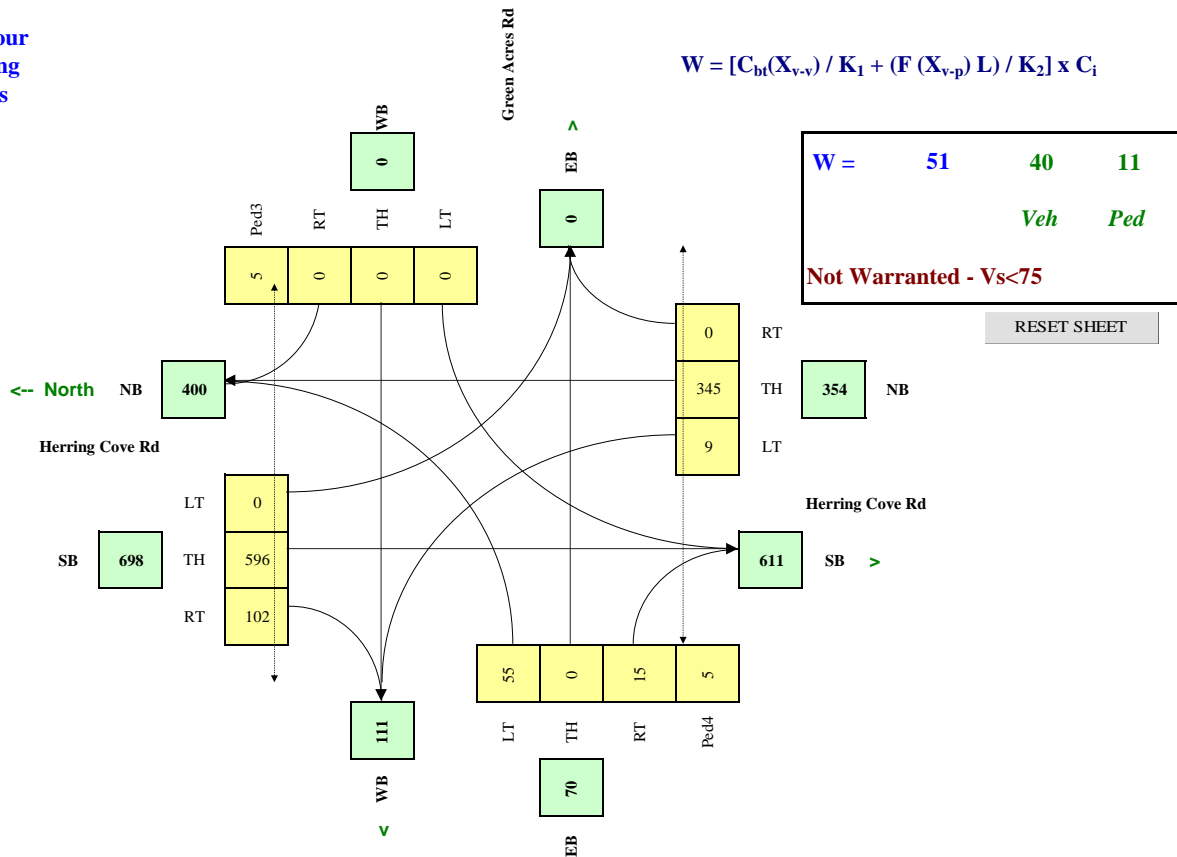 our
ng
s
Green Acres Rd
W = [Cbt(Xv-v) / K1 + (F (Xv-p) L) / K2] x Ci
WB
0
^
EB
0
W = 51 40 11
Veh Ped
Not Warranted - Vs<75
RESET SHEET
Ped3 RT TH LT
5 0 0 0
0 RT
345 TH 354 NB
9 LT
<-- North NB 400
Herring Cove Rd
Herring Cove Rd
LT 0
SB 698 TH 596
RT 102
611 SB >
55 0 15 5
LT TH RT Ped4
111
WB
v
70
EB